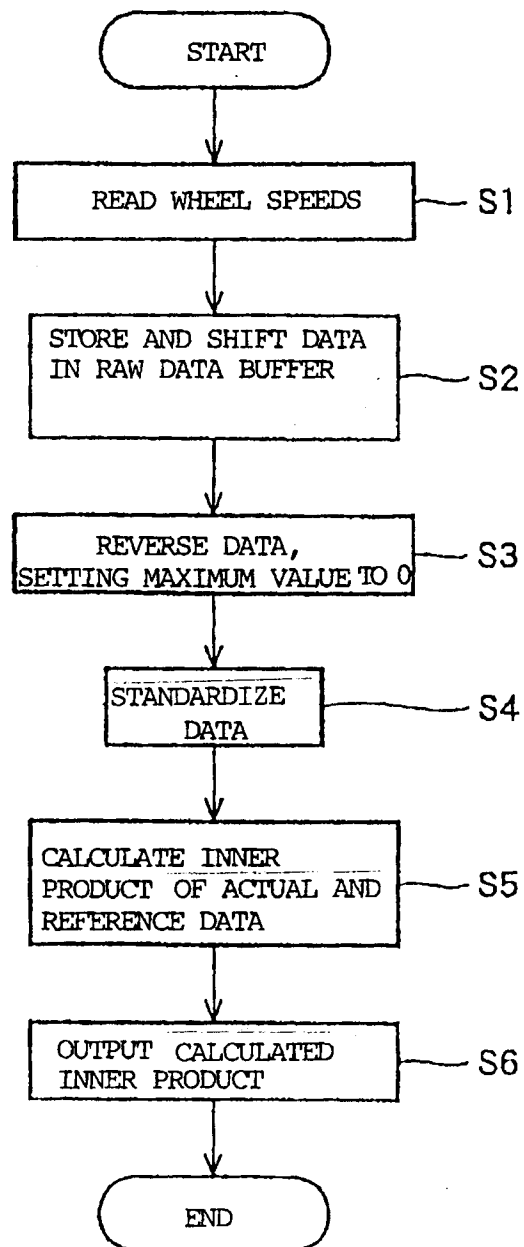 START
READ WHEEL SPEEDS
S1
STORE AND SHIFT DATA
IN RAW DATA BUFFER
S2
REVERSE DATA,
SETTING MAXIMUM VALUE TO 0
S3
STANDARDIZE
DATA
S4
CALCULATE INNER
PRODUCT OF ACTUAL AND
REFERENCE DATA
S5
OUTPUT CALCULATED
INNER PRODUCT
S6
END